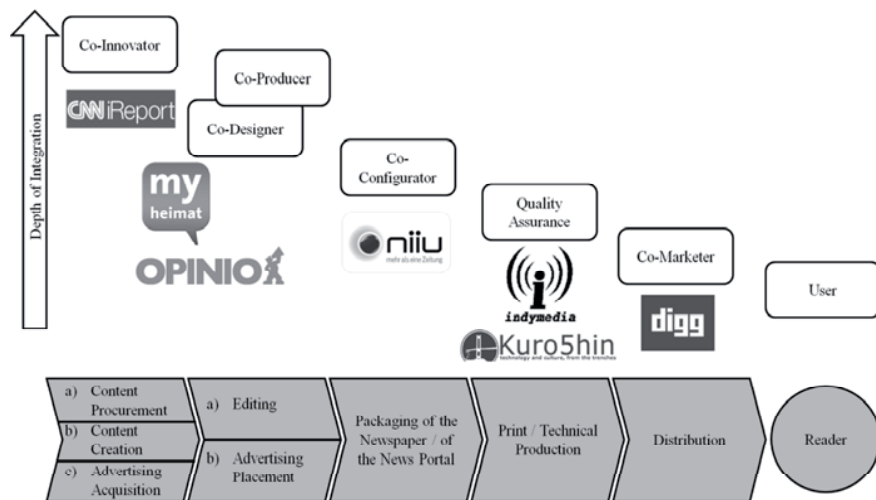 Depth of Integration
Co-Innovator
CNN iReport
Co-Producer
Co-Designer
my
heimat
OPINIO
Co-
Configurator
niiu
mehr als eine Zeitung
Quality
Assurance
indymedia
Kuro5hin
technology and culture, from the trenches
Co-Marketer
digg
User
a) Content
Procurement
b) Content
Creation
c) Advertising
Acquisition
a) Editing
b) Advertising
Placement
Packaging of the
Newspaper / of
the News Portal
Print / Technical
Production
Distribution
Reader